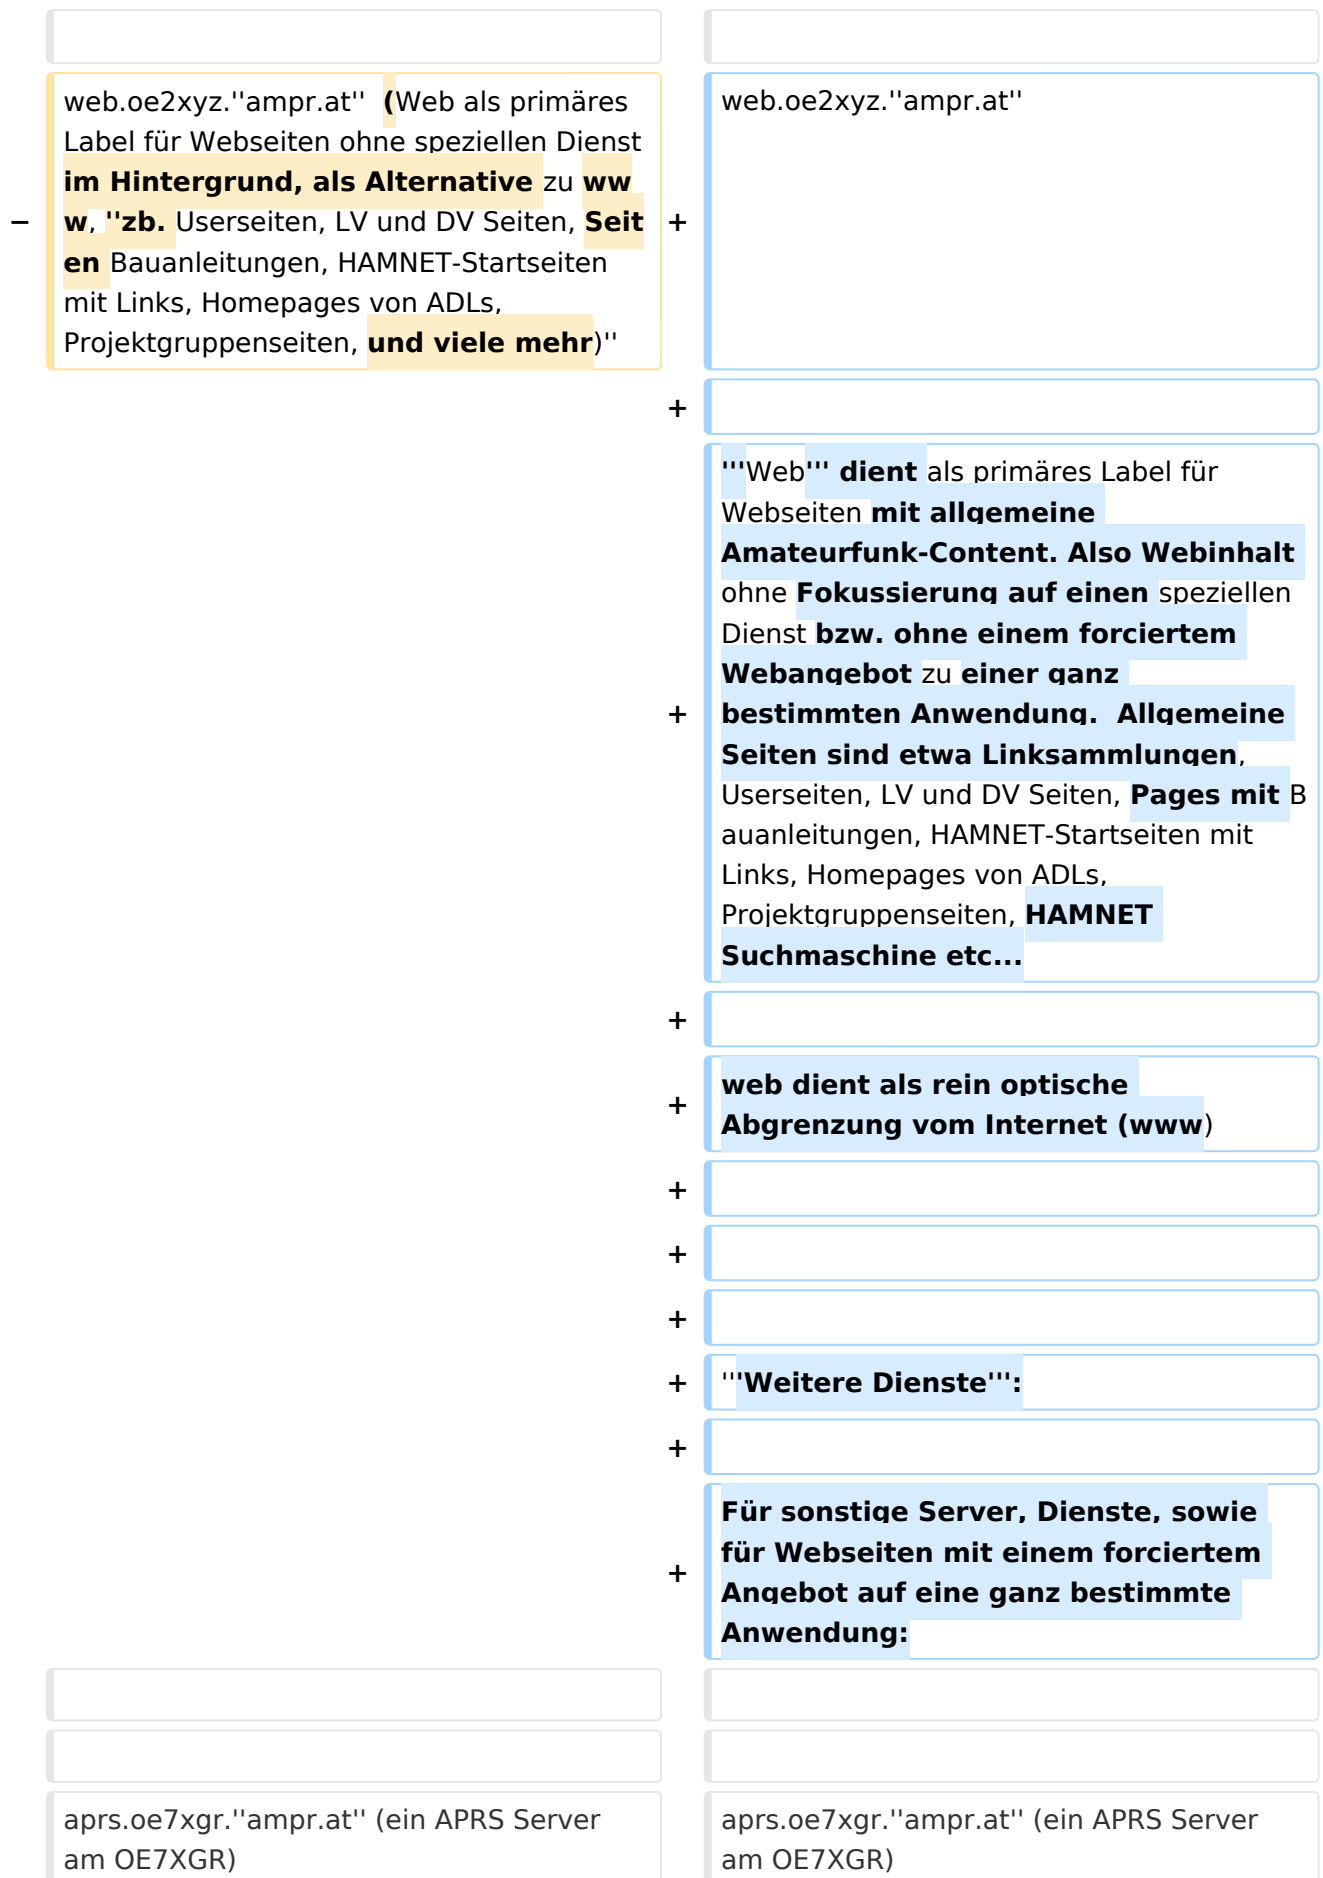 web.oe2xyz.''ampr.at''  (Web als primäres
Label für Webseiten ohne speziellen Dienst
im Hintergrund, als Alternative zu ww
w, ''zb. Userseiten, LV und DV Seiten, Seit
en Bauanleitungen, HAMNET-Startseiten
mit Links, Homepages von ADLs,
Projektgruppenseiten, und viele mehr)''
−
+
web.oe2xyz.''ampr.at''
+
+
'''Web''' dient als primäres Label für
Webseiten mit allgemeine
Amateurfunk-Content. Also Webinhalt
ohne Fokussierung auf einen speziellen
Dienst bzw. ohne einem forciertem
Webangebot zu einer ganz
bestimmten Anwendung.  Allgemeine
Seiten sind etwa Linksammlungen,
Userseiten, LV und DV Seiten, Pages mit B
auanleitungen, HAMNET-Startseiten mit
Links, Homepages von ADLs,
Projektgruppenseiten, HAMNET
Suchmaschine etc...
+
+
web dient als rein optische
Abgrenzung vom Internet (www)
+
+
+
+
'''Weitere Dienste''':
+
+
Für sonstige Server, Dienste, sowie
für Webseiten mit einem forciertem
Angebot auf eine ganz bestimmte
Anwendung:
aprs.oe7xgr.''ampr.at'' (ein APRS Server
am OE7XGR)
aprs.oe7xgr.''ampr.at'' (ein APRS Server
am OE7XGR)